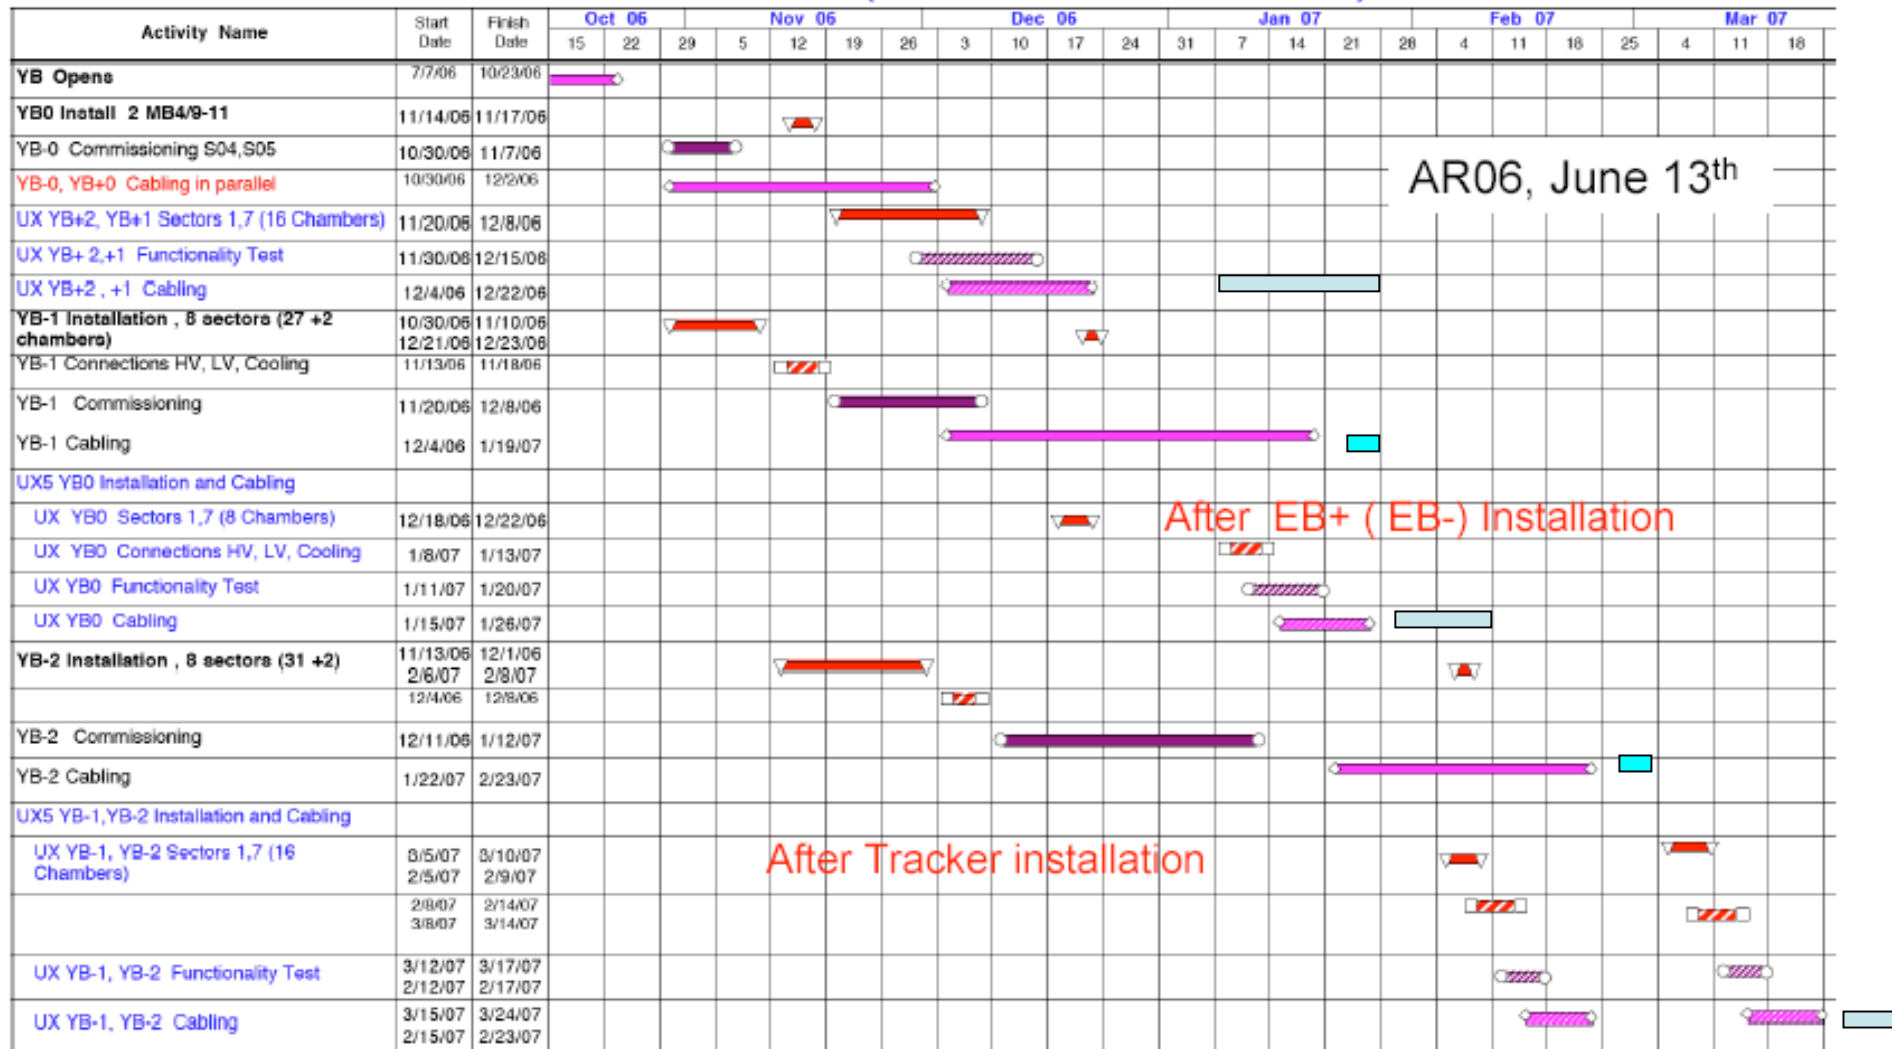 Activity Name Start Date Finish Date Oct 06 Nov 06 Dec 06 Jan 07 Feb 07 Mar 07
15 22 29 5 12 19 26 3 10 17 24 31 7 14 21 28 4 11 18 25 4 11 18
YB Opens 7/7/06 10/23/06
YB0 Install 2 MB4/9-11 11/14/06 11/17/06
YB-0 Commissioning S04,S05 10/30/06 11/7/06
AR06, June 13th
YB-0, YB+0 Cabling in parallel 10/30/06 12/2/06
UX YB+2, YB+1 Sectors 1,7 (16 Chambers) 11/20/06 12/8/06
UX YB+ 2,+1 Functionality Test 11/30/06 12/15/06
UX YB+2 , +1 Cabling 12/4/06 12/22/06
YB-1 Installation , 8 sectors (27 +2 10/30/06 11/10/06
chambers) 12/21/06 12/23/06
YB-1 Connections HV, LV, Cooling 11/13/06 11/18/06
YB-1 Commissioning 11/20/06 12/8/06
YB-1 Cabling 12/4/06 1/19/07
UX5 YB0 Installation and Cabling
UX YB0 Sectors 1,7 (8 Chambers) 12/18/06 12/22/06
After EB+ ( EB-) Installation
UX YB0 Connections HV, LV, Cooling 1/8/07 1/13/07
UX YB0 Functionality Test 1/11/07 1/20/07
UX YB0 Cabling 1/15/07 1/26/07
YB-2 Installation , 8 sectors (31 +2) 11/13/06 12/1/06
2/6/07 2/8/07
12/4/06 12/8/06
YB-2 Commissioning 12/11/06 1/12/07
YB-2 Cabling 1/22/07 2/23/07
UX5 YB-1,YB-2 Installation and Cabling
UX YB-1, YB-2 Sectors 1,7 (16 3/5/07 3/10/07
Chambers) 2/5/07 2/9/07
After Tracker installation
2/8/07 2/14/07
3/8/07 3/14/07
UX YB-1, YB-2 Functionality Test 3/12/07 3/17/07
2/12/07 2/17/07
UX YB-1, YB-2 Cabling 3/15/07 3/24/07
2/15/07 2/23/07